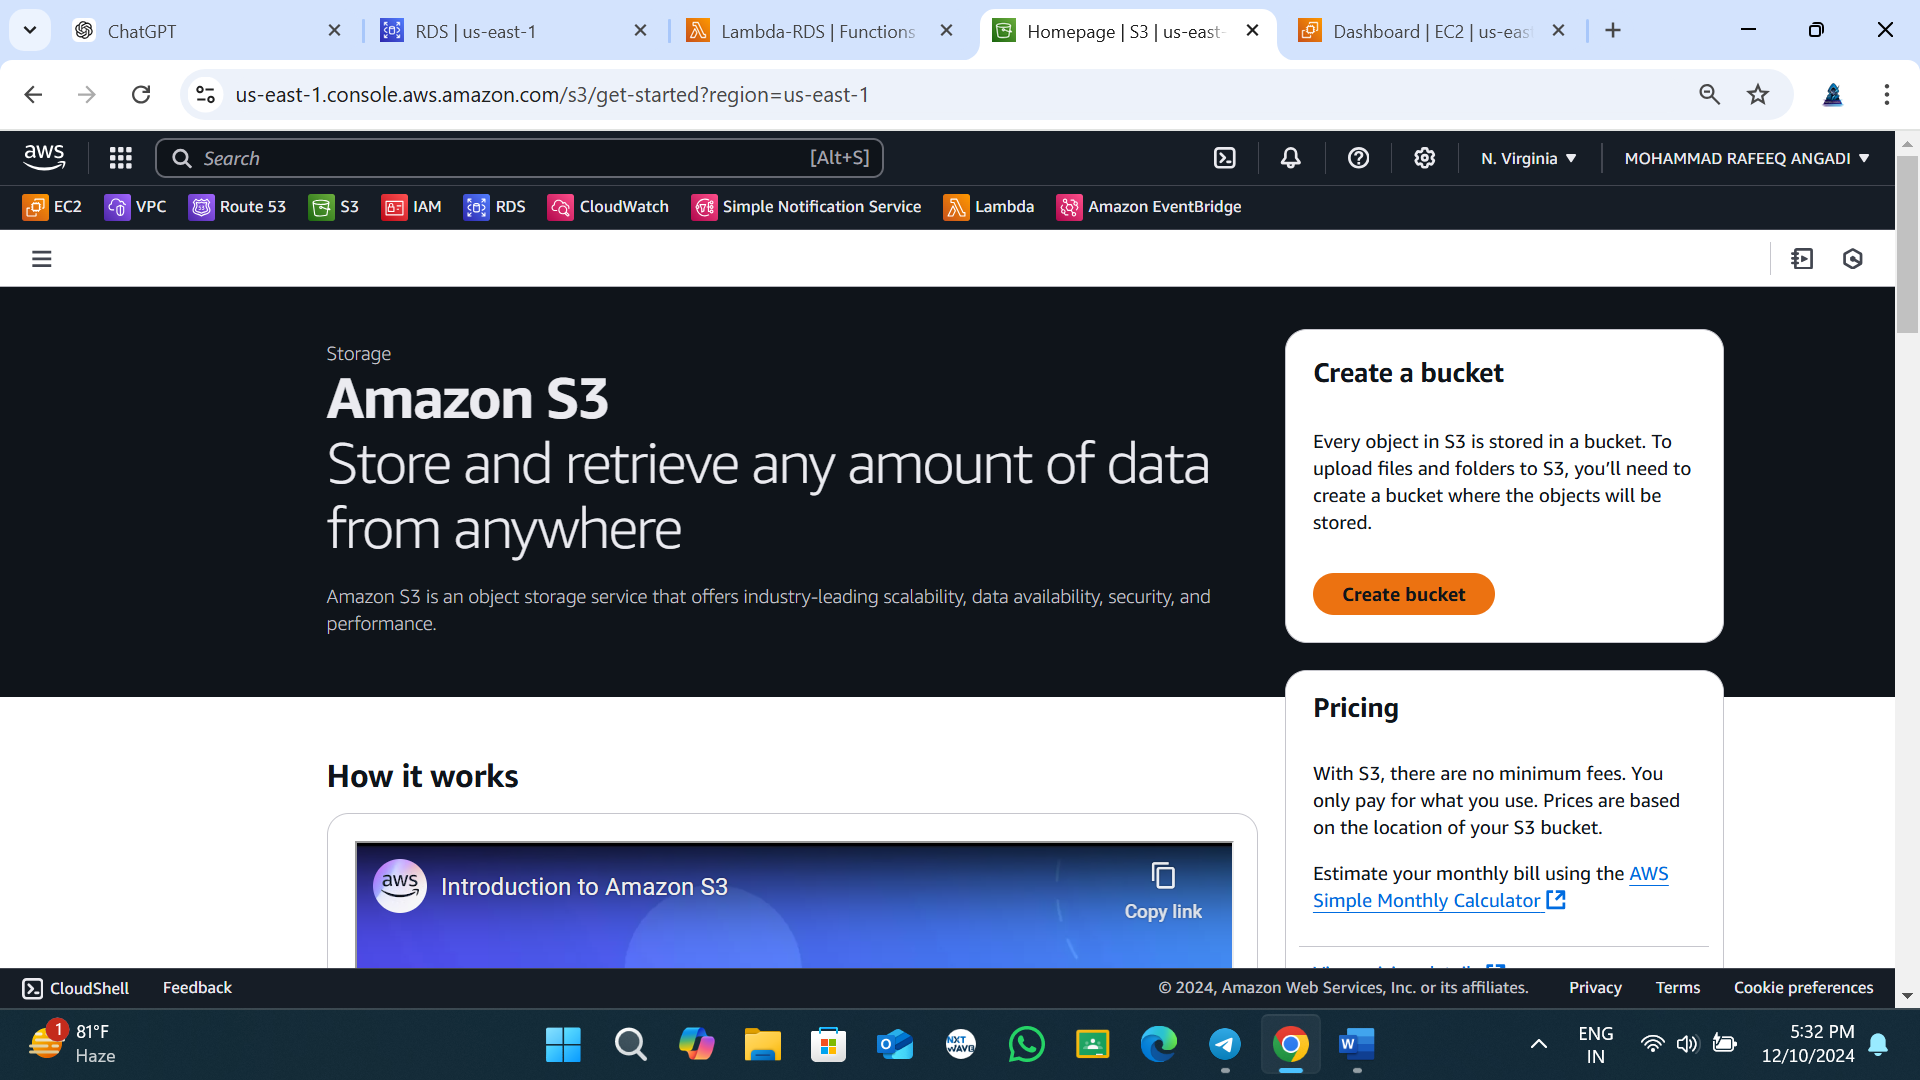 ChatGPT
RDS | us-east-1
Lambda-RDS | Functions
Homepage | S3 | us-east-
Dashboard | EC2 | us-eas
us-east-1.console.aws.amazon.com/s3/get-started?region=us-east-1
aws
Search
[Alt+S]
N. Virginia
MOHAMMAD RAFEEQ ANGADI
EC2
VPC
Route 53
S3
IAM
RDS
CloudWatch
Simple Notification Service
Lambda
Amazon EventBridge
Storage
Amazon S3
Store and retrieve any amount of data
from anywhere
Amazon S3 is an object storage service that offers industry-leading scalability, data availability, security, and
performance.
Create a bucket
Every object in S3 is stored in a bucket. To
upload files and folders to S3, you’ll need to
create a bucket where the objects will be
stored.
Create bucket
Pricing
With S3, there are no minimum fees. You
only pay for what you use. Prices are based
on the location of your S3 bucket.
Estimate your monthly bill using the AWS
Simple Monthly Calculator
How it works
aws
Introduction to Amazon S3
Copy link
CloudShell
Feedback
© 2024, Amazon Web Services, Inc. or its affiliates.
Privacy
Terms
Cookie preferences
1
81°F
Haze
NXT
WAVE
ENG
IN
5:32 PM
12/10/2024